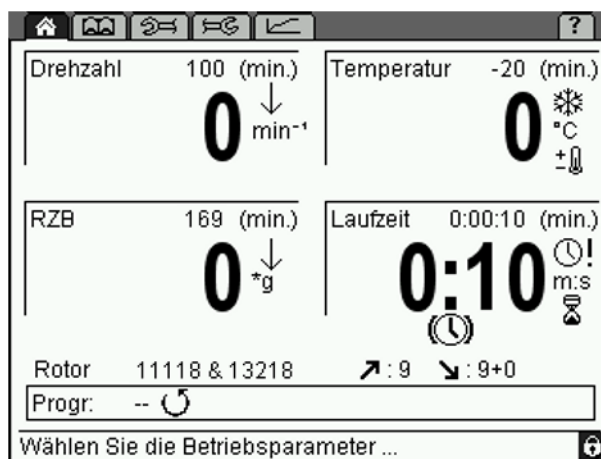 ?
Drehzahl 100 (min.)
0 min⁻¹
Temperatur -20 (min.)
0 °C
±
RZB 169 (min.)
0 *g
Laufzeit 0:00:10 (min.)
0:10 ! m:s
Rotor 11118 & 13218 : 9 : 9+0
Progr: --
Wählen Sie die Betriebsparameter ...